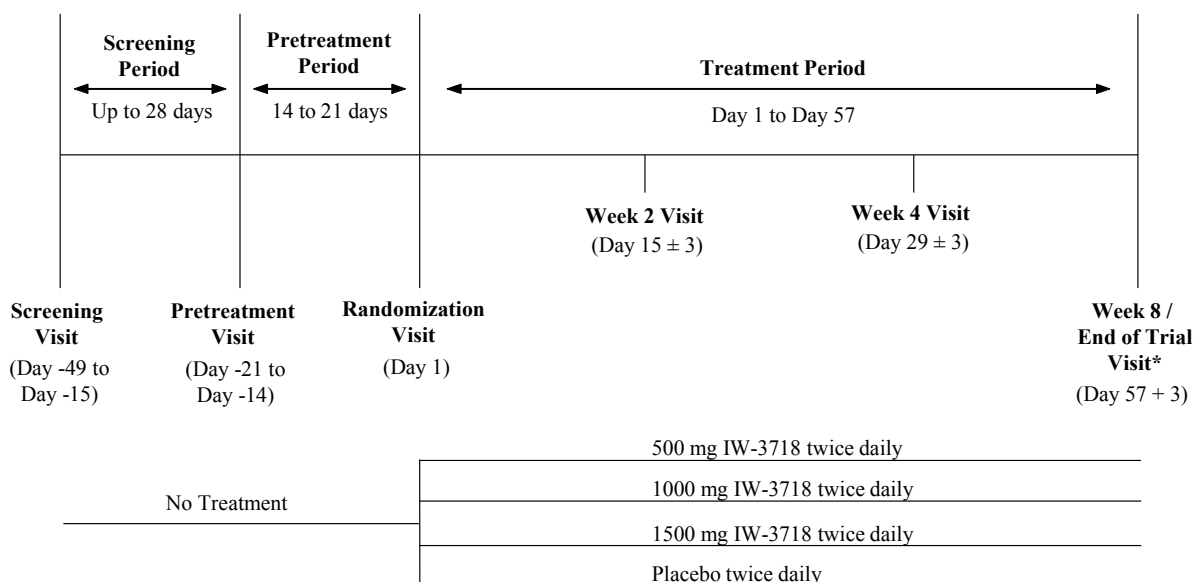 Screening
Period
Up to 28 days
Pretreatment
Period
14 to 21 days
Treatment Period
Day 1 to Day 57
Week 2 Visit
(Day 15 ± 3)
Week 4 Visit
(Day 29 ± 3)
Screening
Visit
(Day -49 to
Day -15)
Pretreatment
Visit
(Day -21 to
Day -14)
Randomization
Visit
(Day 1)
Week 8 /
End of Trial
Visit*
(Day 57 + 3)
No Treatment
500 mg IW-3718 twice daily
1000 mg IW-3718 twice daily
1500 mg IW-3718 twice daily
Placebo twice daily